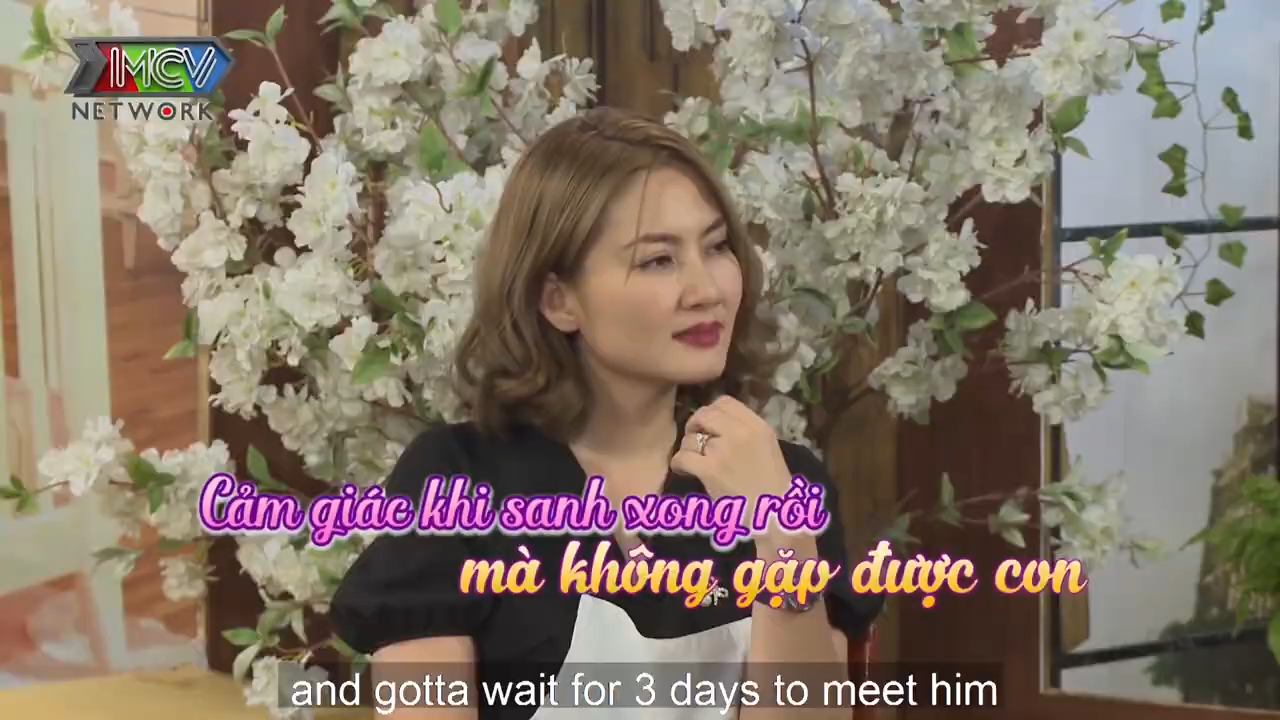 MCV
NETWORK
Cảm giác khi sanh xong rồi
mà không gặp được con
and gotta wait for 3 days to meet him